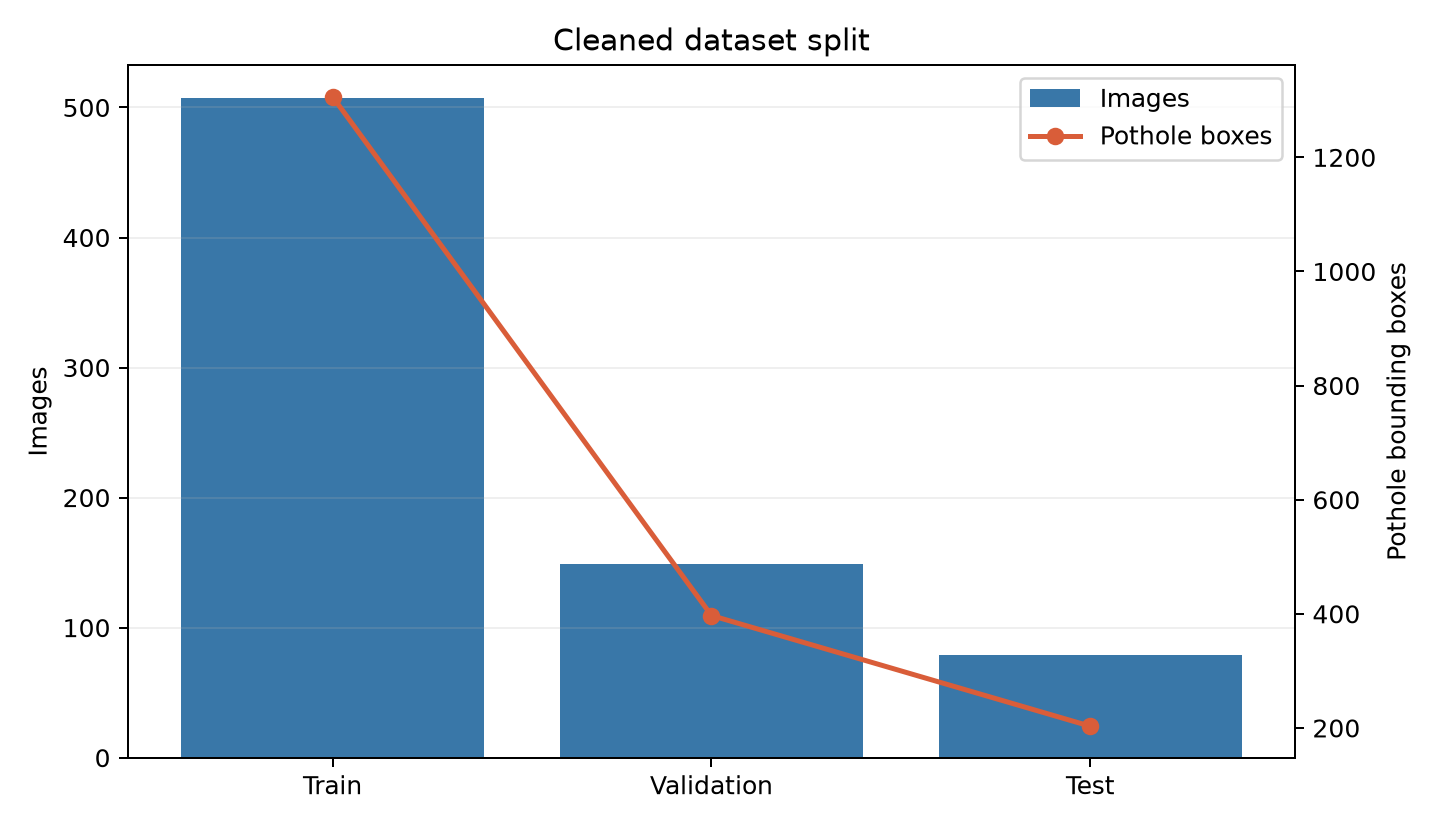 Cleaned dataset split
Images
Pothole boxes
500
400
300
200
100
0
Images
1200
1000
800
600
400
200
Pothole bounding boxes
Train
Validation
Test